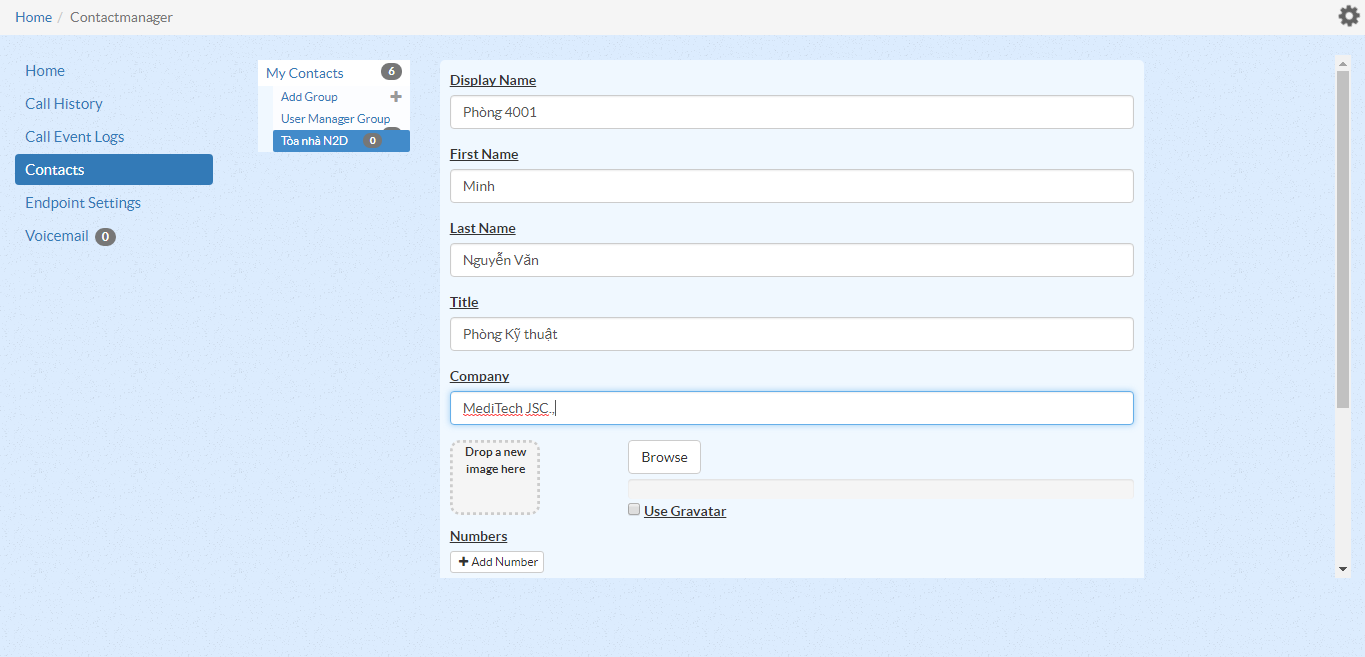 Home / Contactmanager
Home
Call History
Call Event Logs
Contacts
Endpoint Settings
Voicemail 0
My Contacts 6
Add Group +
User Manager Group
Tòa nhà N2D 0
Display Name
Phòng 4001
First Name
Minh
Last Name
Nguyễn Văn
Title
Phòng Kỹ thuật
Company
MediTech JSC.,
Drop a new
image here
Browse
Use Gravatar
Numbers
+ Add Number